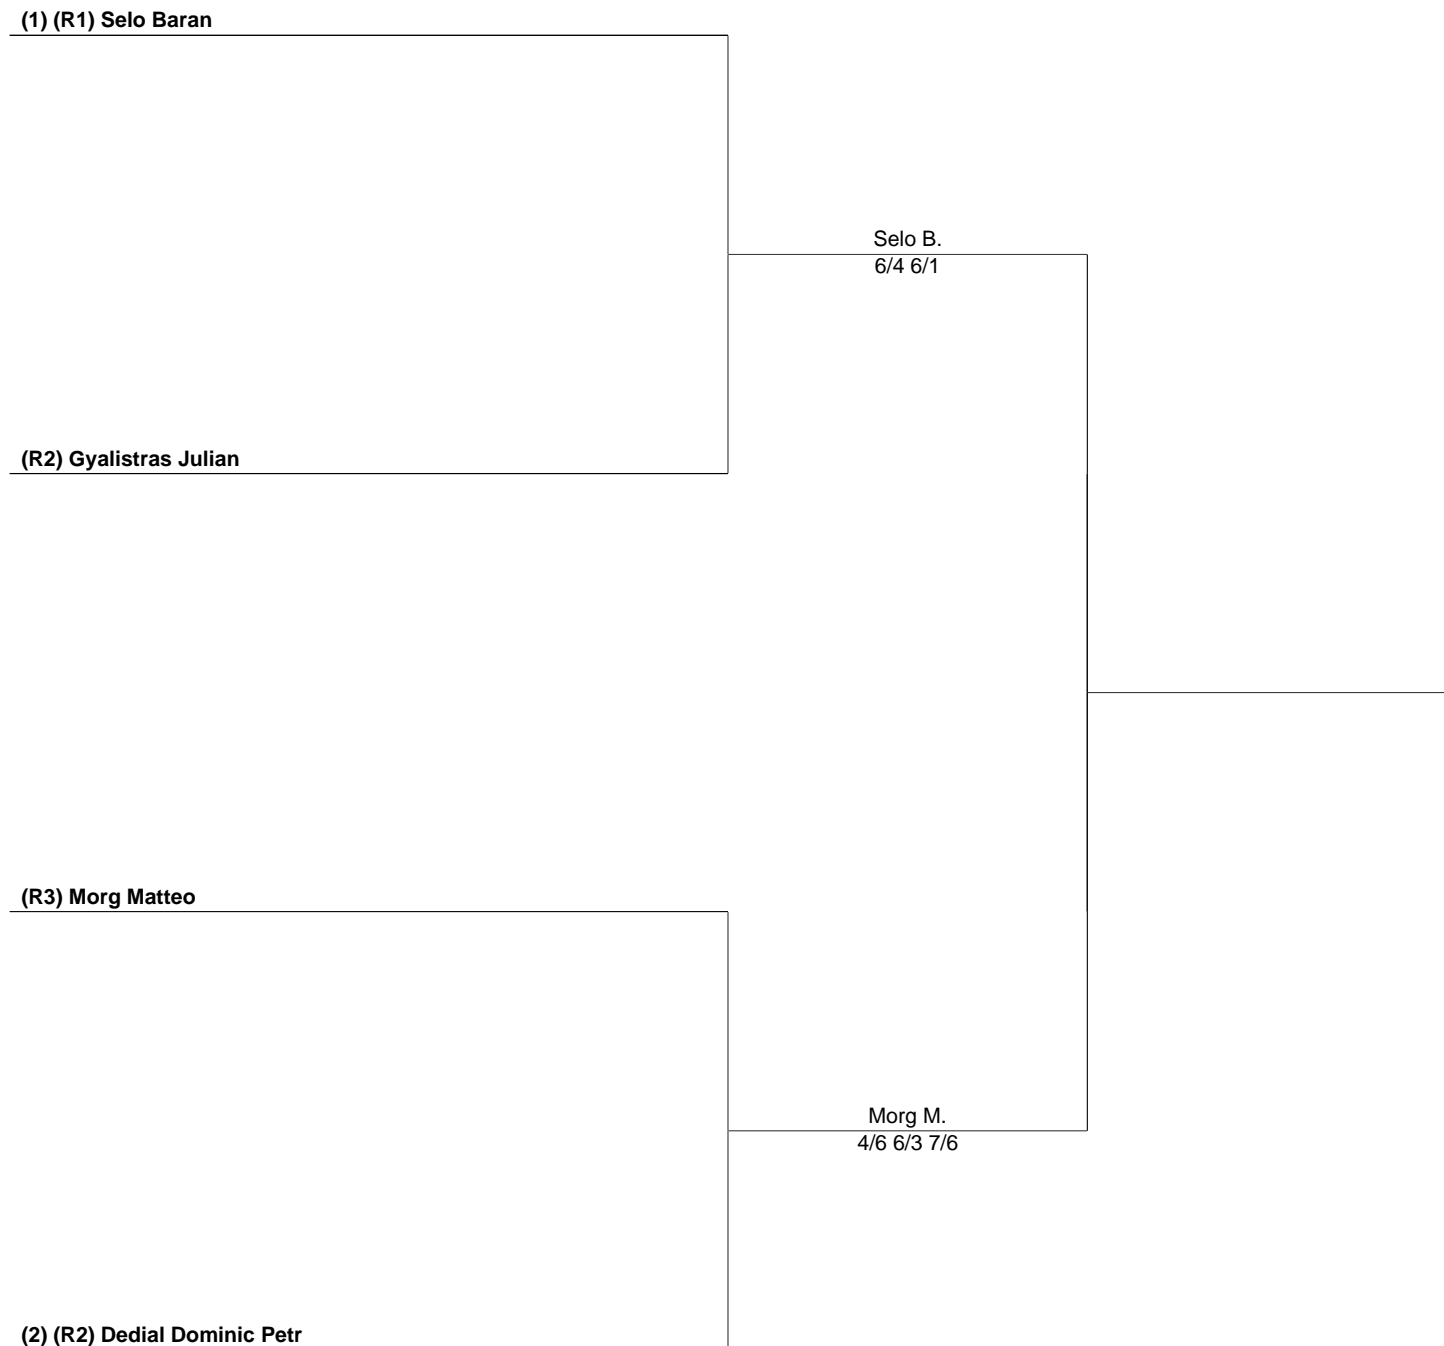 (1) (R1) Selo Baran
Selo B.
6/4 6/1
(R2) Gyalistras Julian
(R3) Morg Matteo
Morg M.
4/6 6/3 7/6
(2) (R2) Dedial Dominic Petr